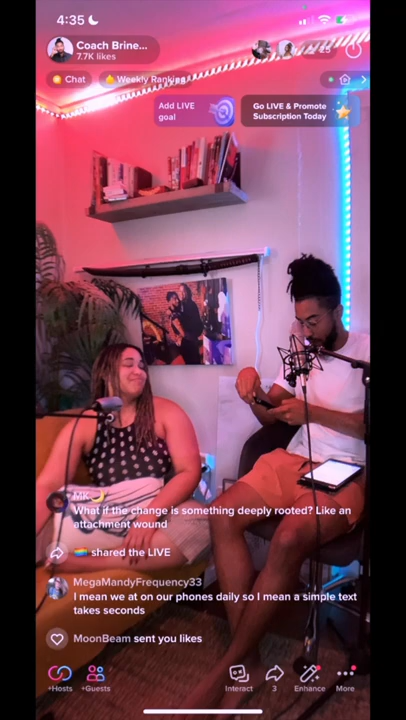 4:35
Coach Brine...
7.7K likes
Chat
Weekly Ranking
Add LIVE
goal
Go LIVE & Promote
Subscription Today
MK🌙
What if the change is something deeply rooted? Like an
attachment wound
shared the LIVE
MegaMandyFrequency33
I mean we at on our phones daily so I mean a simple text
takes seconds
MoonBeam sent you likes
+Hosts
+Guests
Interact
3
Enhance
More